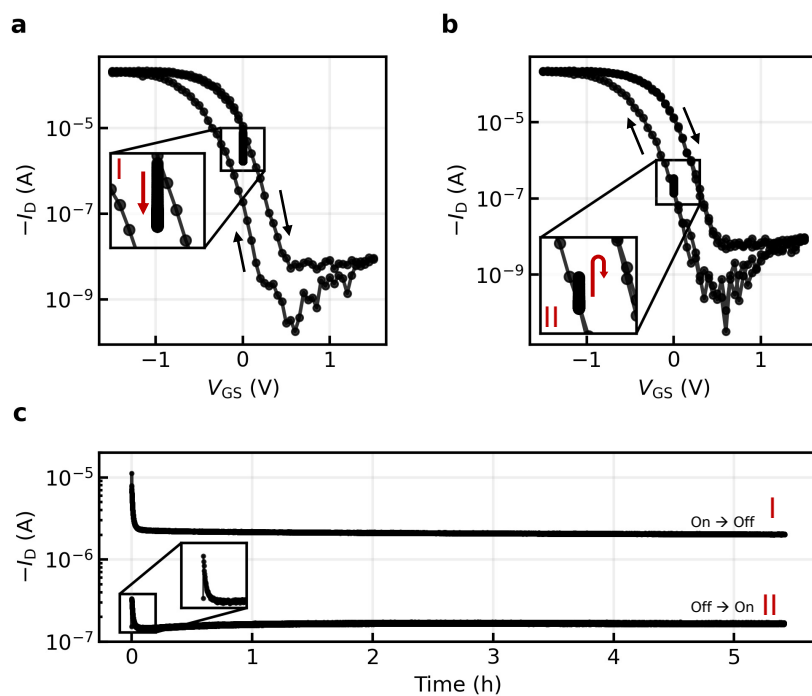 a
b
−I_D (A)
10⁻⁵
10⁻⁷
10⁻⁹
I
−1
0
1
V_GS (V)
−I_D (A)
10⁻⁵
10⁻⁷
10⁻⁹
II
−1
0
1
V_GS (V)
c
−I_D (A)
10⁻⁵
10⁻⁶
10⁻⁷
On → Off
I
Off → On
II
0
1
2
3
4
5
Time (h)